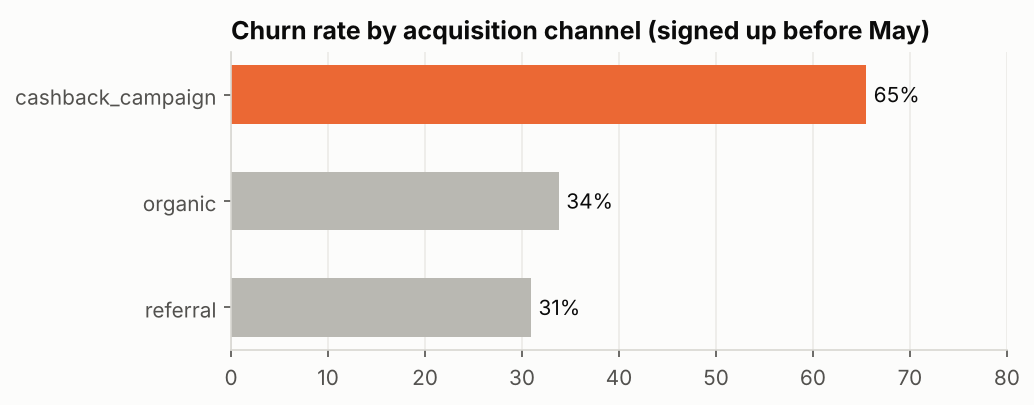 Churn rate by acquisition channel (signed up before May)
cashback_campaign 65%
organic 34%
referral 31%
0 10 20 30 40 50 60 70 80